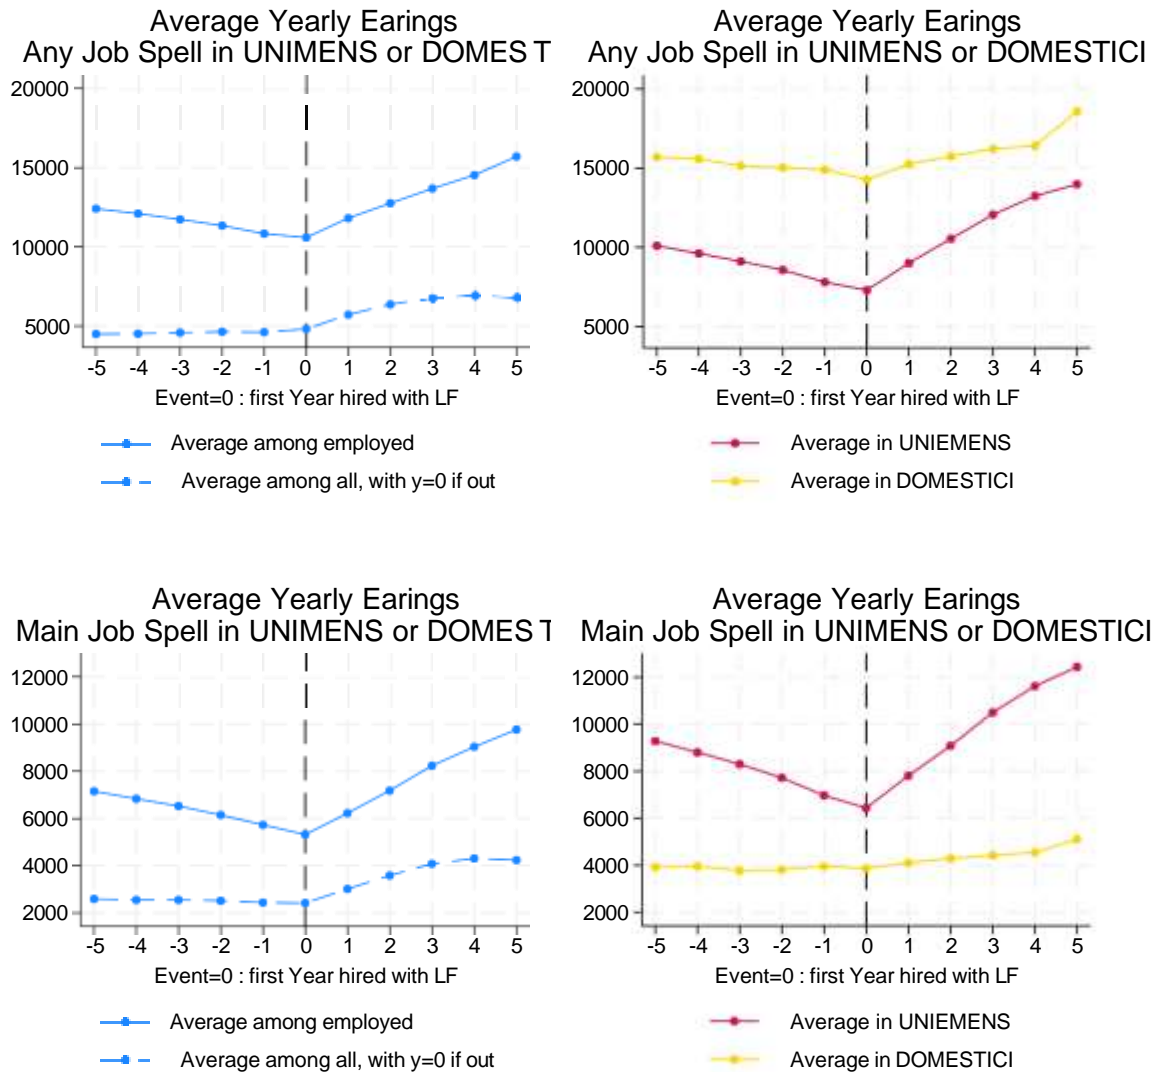 Average Yearly Earings
Any Job Spell in UNIMENS or DOMES T
20000
15000
10000
5000
-5 -4 -3 -2 -1 0 1 2 3 4 5
Event=0 : first Year hired with LF
Average among employed
Average among all, with y=0 if out
Average Yearly Earings
Any Job Spell in UNIMENS or DOMESTICI
20000
15000
10000
5000
-5 -4 -3 -2 -1 0 1 2 3 4 5
Event=0 : first Year hired with LF
Average in UNIEMENS
Average in DOMESTICI
Average Yearly Earings
Main Job Spell in UNIMENS or DOMES T
12000
10000
8000
6000
4000
2000
-5 -4 -3 -2 -1 0 1 2 3 4 5
Event=0 : first Year hired with LF
Average among employed
Average among all, with y=0 if out
Average Yearly Earings
Main Job Spell in UNIMENS or DOMESTICI
12000
10000
8000
6000
4000
2000
-5 -4 -3 -2 -1 0 1 2 3 4 5
Event=0 : first Year hired with LF
Average in UNIEMENS
Average in DOMESTICI